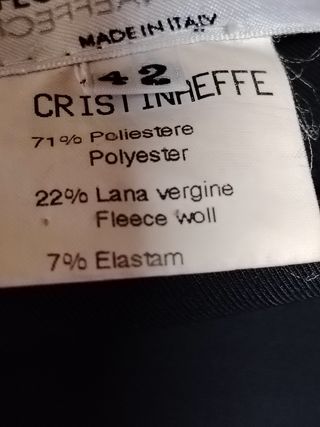 MADE IN ITALY
42
CRISTINAEFFE
71% Poliestere
Polyester
22% Lana vergine
Fleece woll
7% Elastam